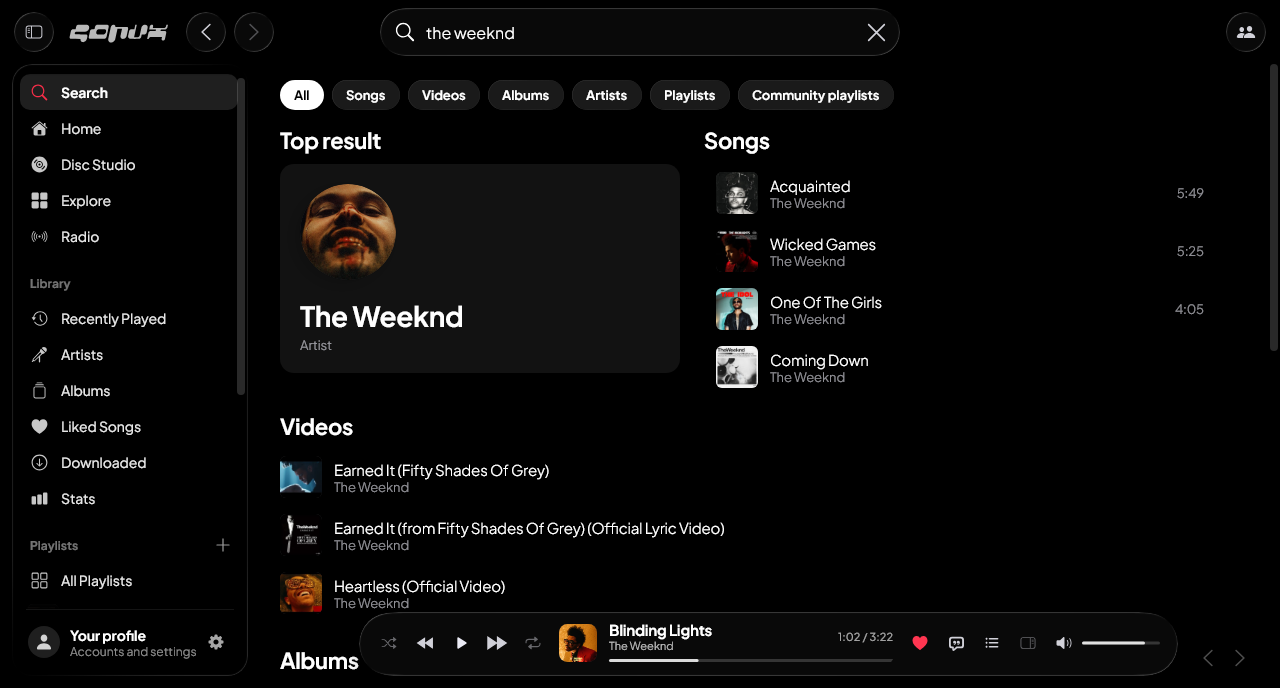 the weeknd
Search
Home
Disc Studio
Explore
Radio
Library
Recently Played
Artists
Albums
Liked Songs
Downloaded
Stats
Playlists
All Playlists
Your profile
Accounts and settings
All
Songs
Videos
Albums
Artists
Playlists
Community playlists
Top result
The Weeknd
Artist
Songs
Acquainted
The Weeknd
5:49
Wicked Games
The Weeknd
5:25
One Of The Girls
The Weeknd
4:05
Coming Down
The Weeknd
Videos
Earned It (Fifty Shades Of Grey)
The Weeknd
Earned It (from Fifty Shades Of Grey) (Official Lyric Video)
The Weeknd
Heartless (Official Video)
The Weeknd
Albums
Blinding Lights
The Weeknd
1:02 / 3:22